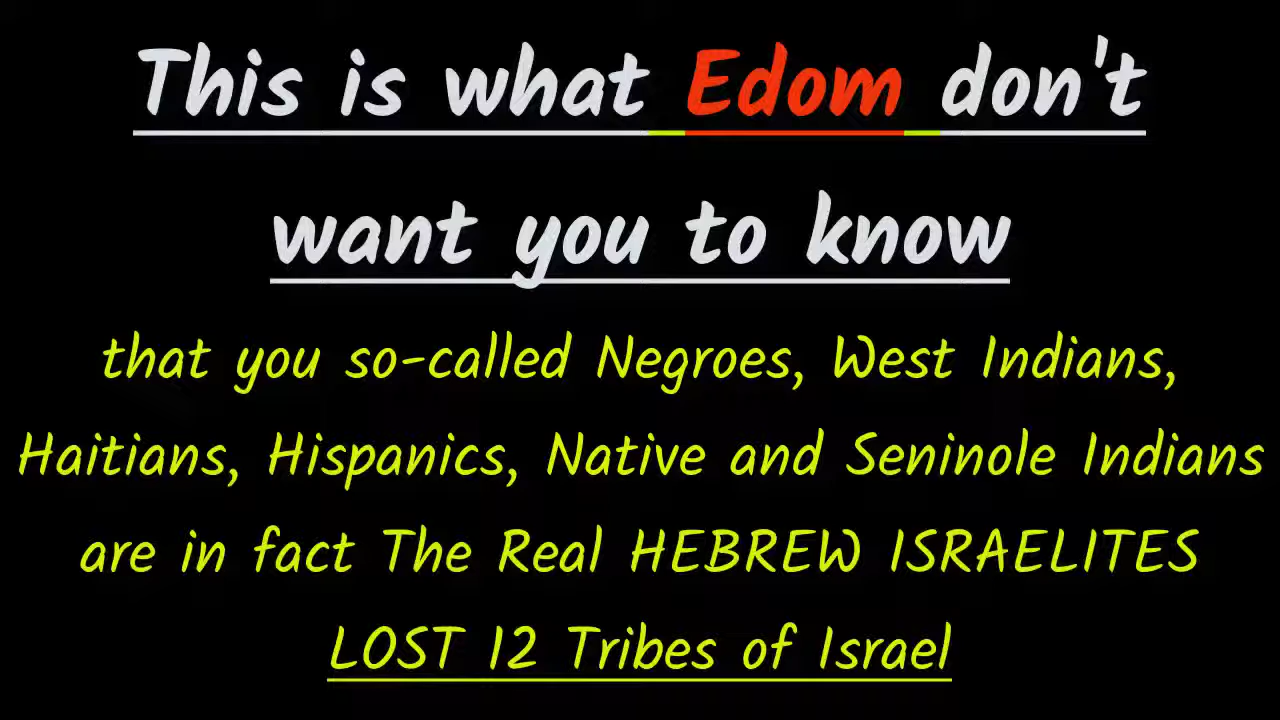 This is what Edom don't
want you to know
that you so-called Negroes, West Indians,
Haitians, Hispanics, Native and Seninole Indians
are in fact The Real HEBREW ISRAELITES
LOST 12 Tribes of Israel